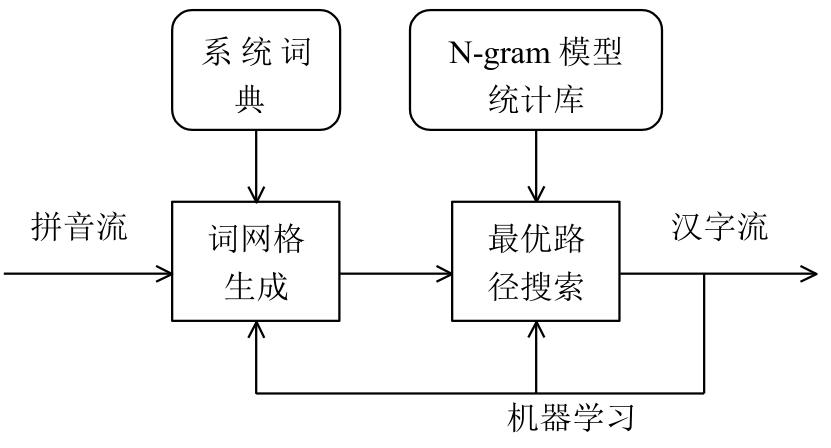 系统词
典
N-gram 模型
统计库
拼音流
词网格
生成
最优路
径搜索
汉字流
机器学习